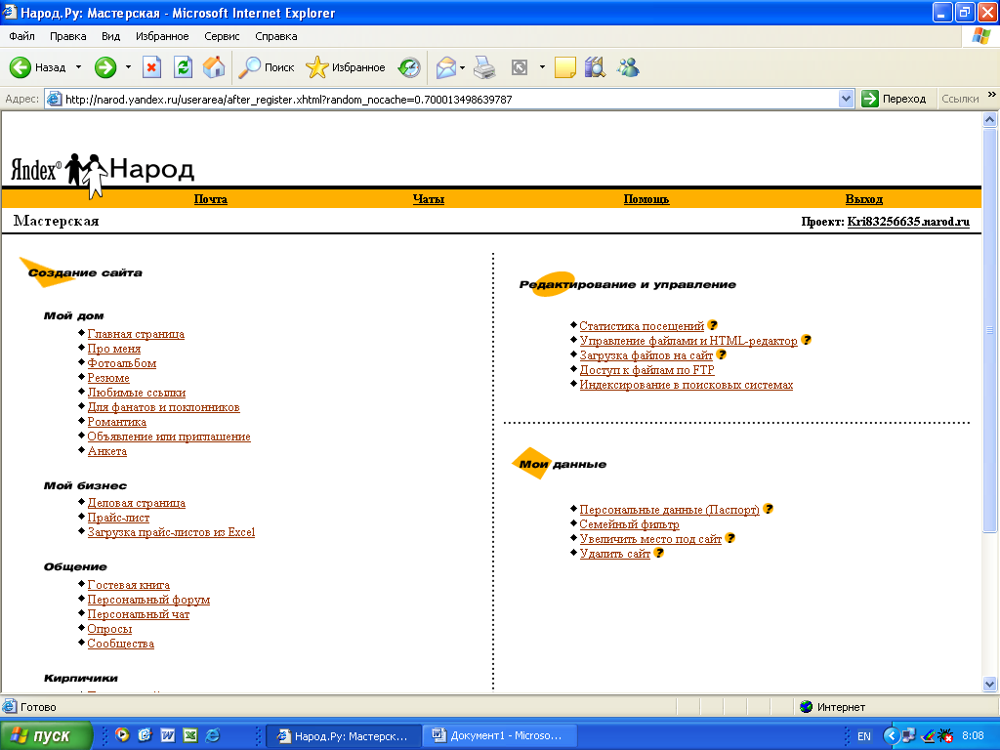 Народ.Ру: Мастерская - Microsoft Internet Explorer
Файл Правка Вид Избранное Сервис Справка
Назад Поиск Избранное
Адрес: http://narod.yandex.ru/userarea/after_register.xhtml?random_nocache=0.700013498639787 Переход Ссылки »
Яndex® Народ
Почта Чаты Помощь Выход
Мастерская Проект: Kri83256635.narod.ru
Создание сайта
Мой дом
Главная страница
Про меня
Фотоальбом
Резюме
Любимые ссылки
Для фанатов и поклонников
Романтика
Объявление или приглашение
Анкета
Мой бизнес
Деловая страница
Прайс-лист
Загрузка прайс-листов из Excel
Общение
Гостевая книга
Персональный форум
Персональный чат
Опросы
Сообщества
Кирпичики
Редактирование и управление
Статистика посещений ?
Управление файлами и HTML-редактор ?
Загрузка файлов на сайт ?
Доступ к файлам по FTP
Индексирование в поисковых системах
Мои данные
Персональные данные (Паспорт) ?
Семейный фильтр
Увеличить место под сайт ?
Удалить сайт ?
Готово Интернет
пуск Народ.Ру: Мастерск... Документ1 - Microso... EN 8:08